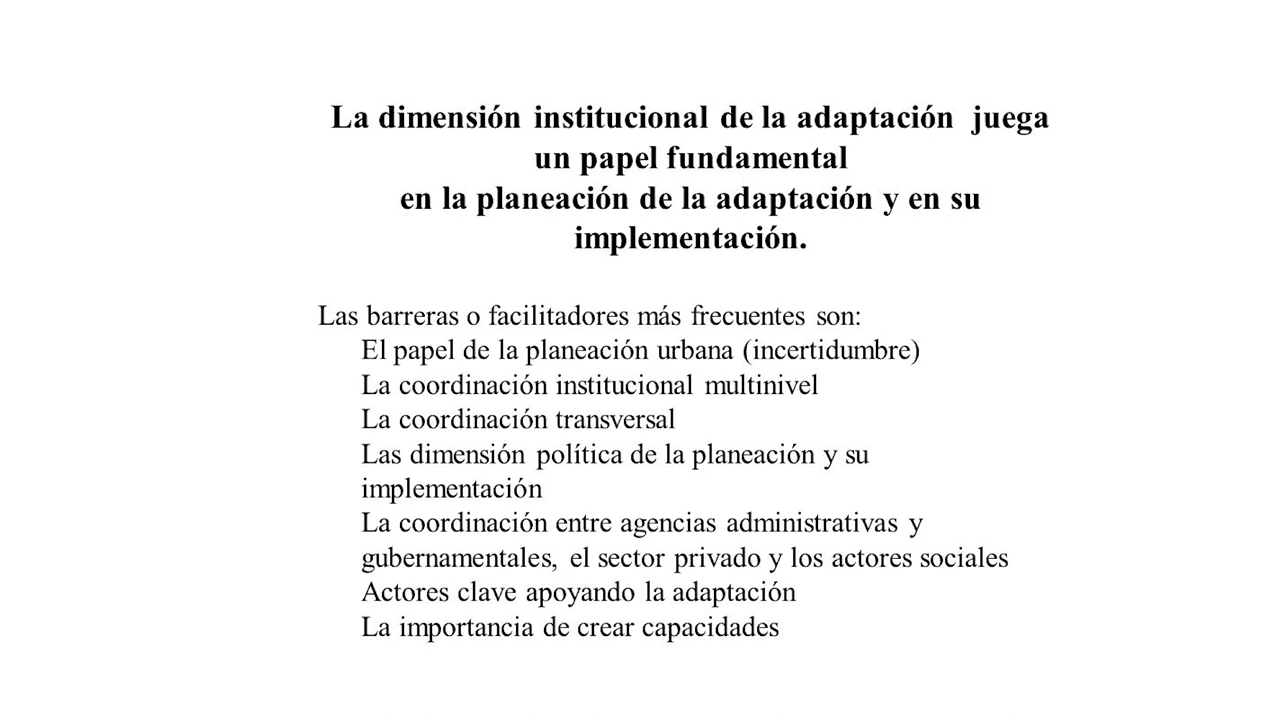 La dimensión institucional de la adaptación juega
un papel fundamental
en la planeación de la adaptación y en su
implementación.
Las barreras o facilitadores más frecuentes son:
El papel de la planeación urbana (incertidumbre)
La coordinación institucional multinivel
La coordinación transversal
Las dimensión política de la planeación y su
implementación
La coordinación entre agencias administrativas y
gubernamentales, el sector privado y los actores sociales
Actores clave apoyando la adaptación
La importancia de crear capacidades